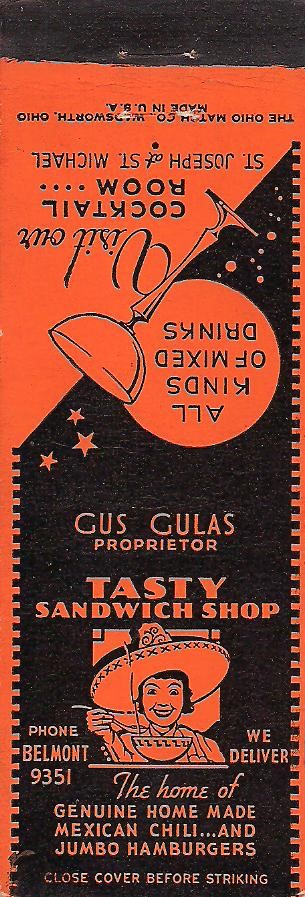 THE OHIO MATCH CO., WADSWORTH, OHIO
MADE IN U.S.A.
ST. JOSEPH at ST. MICHAEL
Visit our
COCKTAIL
ROOM ....
ALL
KINDS
OF MIXED
DRINKS
GUS GULAS
PROPRIETOR
TASTY
SANDWICH SHOP
PHONE
BELMONT
9351
WE
DELIVER
The home of
GENUINE HOME MADE
MEXICAN CHILI...AND
JUMBO HAMBURGERS
CLOSE COVER BEFORE STRIKING